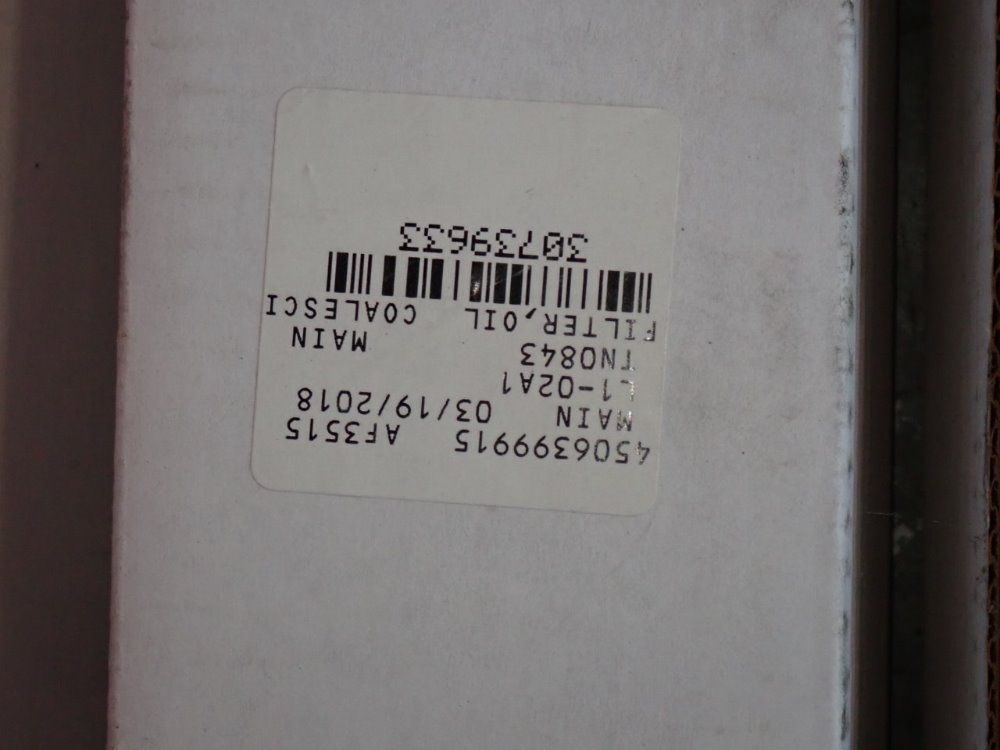 4506399915 AF3515
MAIN 03/19/2018
L1-02A1
TN0843 MAIN
FILTER,OIL COALESCI
30739633